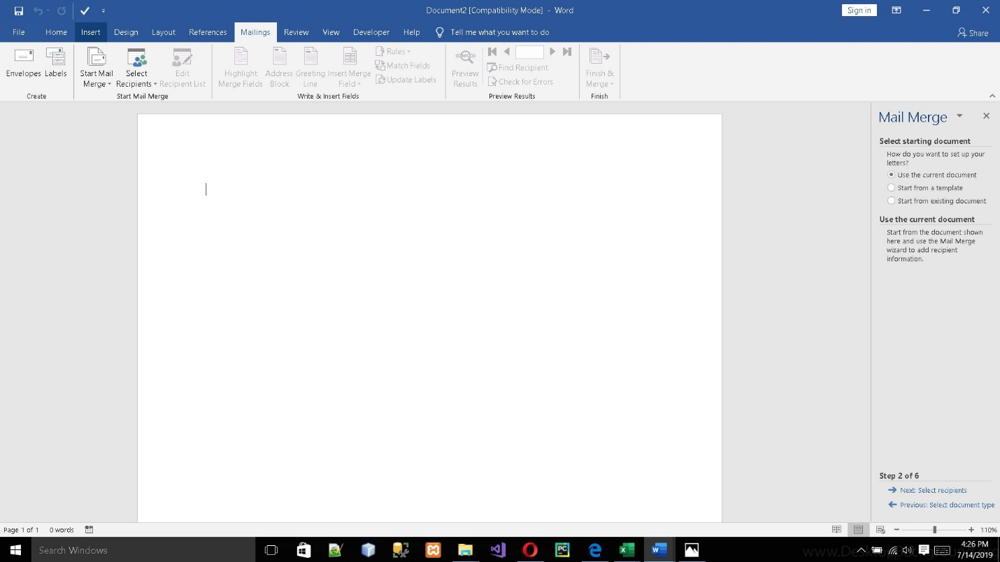 Document2 [Compatibility Mode] - Word
Sign in
File Home Insert Design Layout References Mailings Review View Developer Help Tell me what you want to do
Share
Envelopes Labels
Create
Start Mail
Merge
Select
Recipients
Edit
Recipient List
Start Mail Merge
Highlight
Merge Fields
Address
Block
Greeting
Line
Insert Merge
Field
Rules
Match Fields
Update Labels
Write & Insert Fields
ABC
Preview
Results
Find Recipient
Check for Errors
Preview Results
Finish &
Merge
Finish
Mail Merge
Select starting document
How do you want to set up your
letters?
Use the current document
Start from a template
Start from existing document
Use the current document
Start from the document shown
here and use the Mail Merge
wizard to add recipient
information.
Step 2 of 6
Next: Select recipients
Previous: Select document type
Page 1 of 1 0 words
110%
Search Windows
PC
4:26 PM
7/14/2019